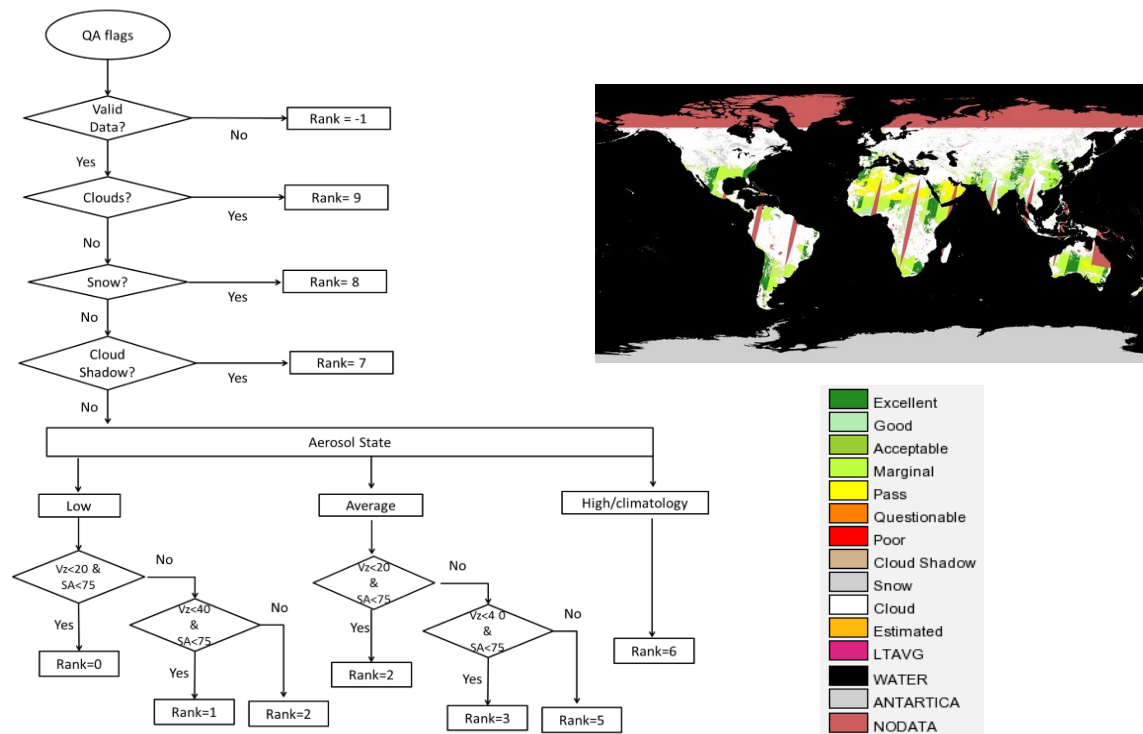 QA flags
Valid
Data?
No
Rank = -1
Yes
Clouds?
Yes
Rank= 9
No
Snow?
Yes
Rank= 8
No
Cloud
Shadow?
Yes
Rank= 7
No
Aerosol State
Low
Average
High/climatology
Vz<20 &
SA<75
No
Yes
Rank=0
Vz<40
&
SA<75
No
Yes
Rank=1
Rank=2
Vz<20
&
SA<75
No
Yes
Rank=2
Vz<4 0
&
SA<75
No
Yes
Rank=3
Rank=5
Rank=6
Excellent
Good
Acceptable
Marginal
Pass
Questionable
Poor
Cloud Shadow
Snow
Cloud
Estimated
LTAVG
WATER
ANTARTICA
NODATA